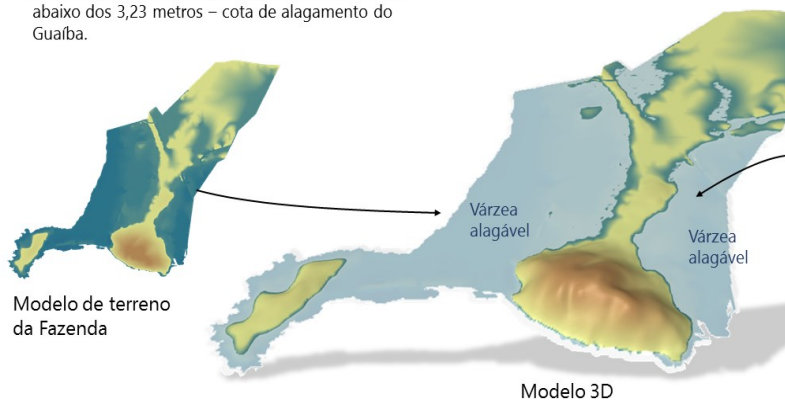 abaixo dos 3,23 metros – cota de alagamento do
Guaíba.
Várzea
alagável
Várzea
alagável
Modelo de terreno
da Fazenda
Modelo 3D